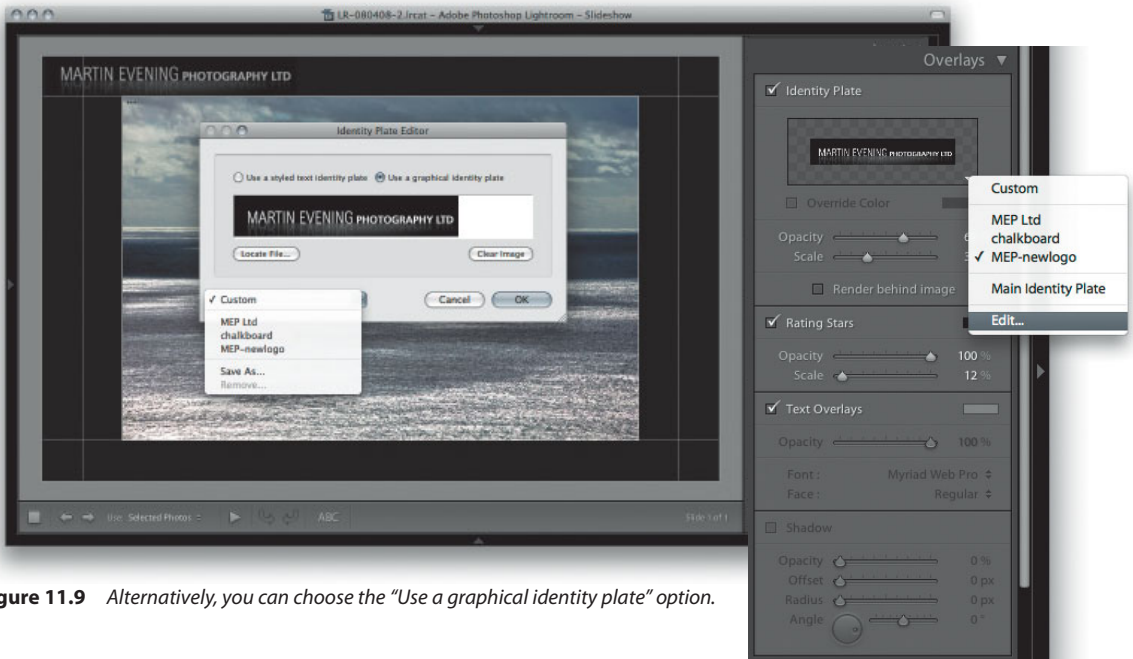 LR-080408-2.lrcat – Adobe Photoshop Lightroom – Slideshow
MARTIN EVENING PHOTOGRAPHY LTD
Identity Plate Editor
Use a styled text identity plate
Use a graphical identity plate
MARTIN EVENING PHOTOGRAPHY LTD
Locate File...
Clear Image
✓ Custom
Cancel
OK
MEP Ltd
chalkboard
MEP-newlogo
Save As...
Remove...
Use: Selected Photos
ABC
Slide 1 of 1
Overlays
Identity Plate
MARTIN EVENING PHOTOGRAPHY LTD
Override Color
Opacity
Scale
Render behind image
Custom
MEP Ltd
chalkboard
✓ MEP-newlogo
Main Identity Plate
Edit...
Rating Stars
Opacity 100 %
Scale 12 %
Text Overlays
Opacity 100 %
Font : Myriad Web Pro
Face : Regular
Shadow
Opacity 0 %
Offset 0 px
Radius 0 px
Angle 0 °
gure 11.9 Alternatively, you can choose the “Use a graphical identity plate” option.